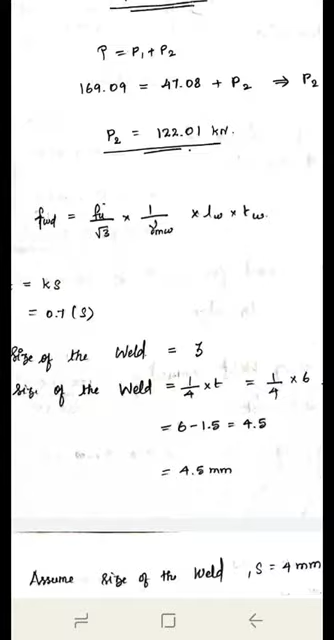 P = P₁ + P₂
169.09 = 47.08 + P₂ ⇒ P₂
P₂ = 122.01 kN.
fwd = fu/√3 × 1/γmw × lw × tw.
= kS
= 0.7 (S)
Size of the Weld = 3
Size of the Weld = 1/4 × t = 1/4 × 6
= 6 - 1.5 = 4.5
= 4.5 mm
Assume size of the weld, S = 4 mm